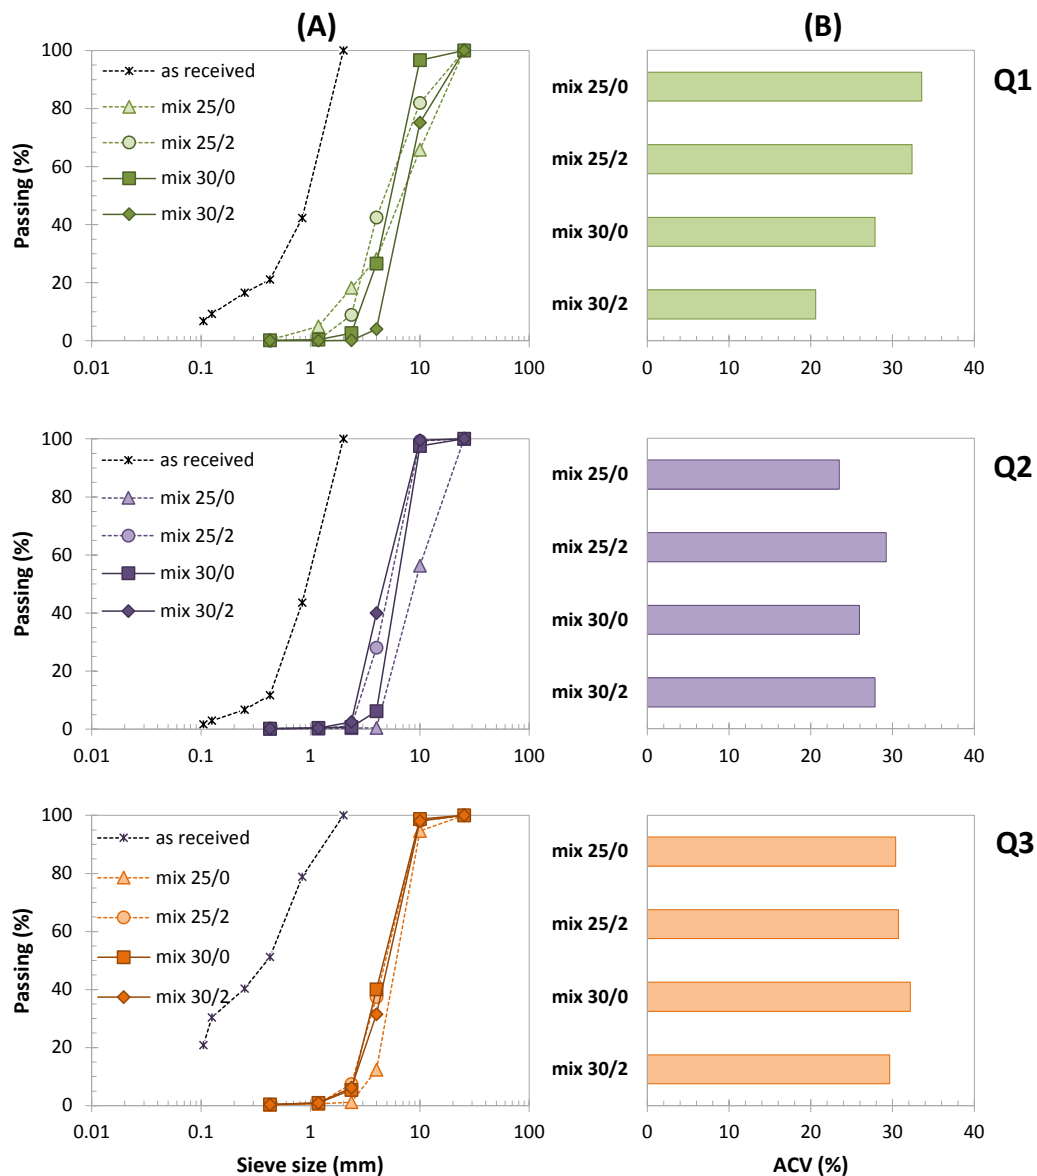 (A)
(B)
100
80
60
40
20
0
Passing (%)
as received
mix 25/0
mix 25/2
mix 30/0
mix 30/2
0.01
0.1
1
10
100
mix 25/0
mix 25/2
mix 30/0
mix 30/2
0
10
20
30
40
Q1
100
80
60
40
20
0
Passing (%)
as received
mix 25/0
mix 25/2
mix 30/0
mix 30/2
0.01
0.1
1
10
100
mix 25/0
mix 25/2
mix 30/0
mix 30/2
0
10
20
30
40
Q2
100
80
60
40
20
0
Passing (%)
as received
mix 25/0
mix 25/2
mix 30/0
mix 30/2
0.01
0.1
1
10
100
Sieve size (mm)
mix 25/0
mix 25/2
mix 30/0
mix 30/2
0
10
20
30
40
ACV (%)
Q3